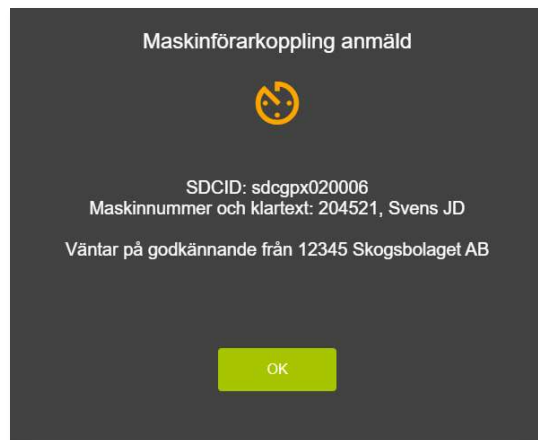 Maskinförarkoppling anmäld
SDCID: sdcgpx020006
Maskinnummer och klartext: 204521, Svens JD
Väntar på godkännande från 12345 Skogsbolaget AB
OK